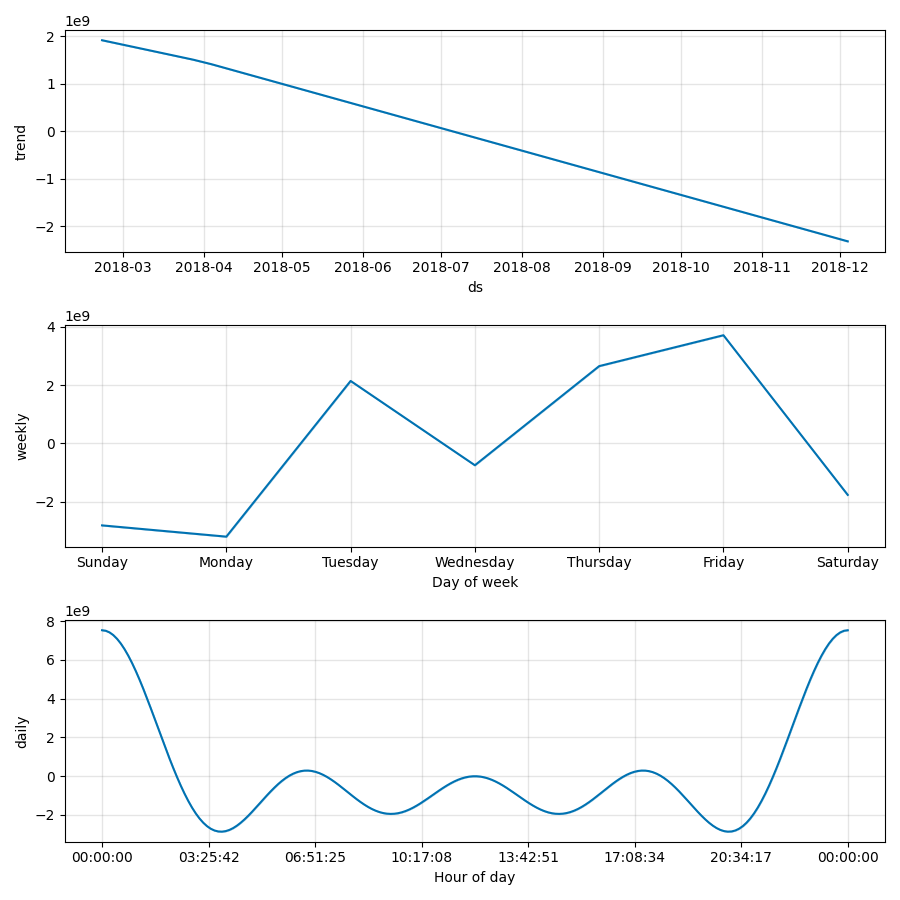 1e9
2
1
0
−1
−2
trend
2018-03 2018-04 2018-05 2018-06 2018-07 2018-08 2018-09 2018-10 2018-11 2018-12
ds
1e9
4
2
0
−2
weekly
Sunday Monday Tuesday Wednesday Thursday Friday Saturday
Day of week
1e9
8
6
4
2
0
−2
daily
00:00:00 03:25:42 06:51:25 10:17:08 13:42:51 17:08:34 20:34:17 00:00:00
Hour of day